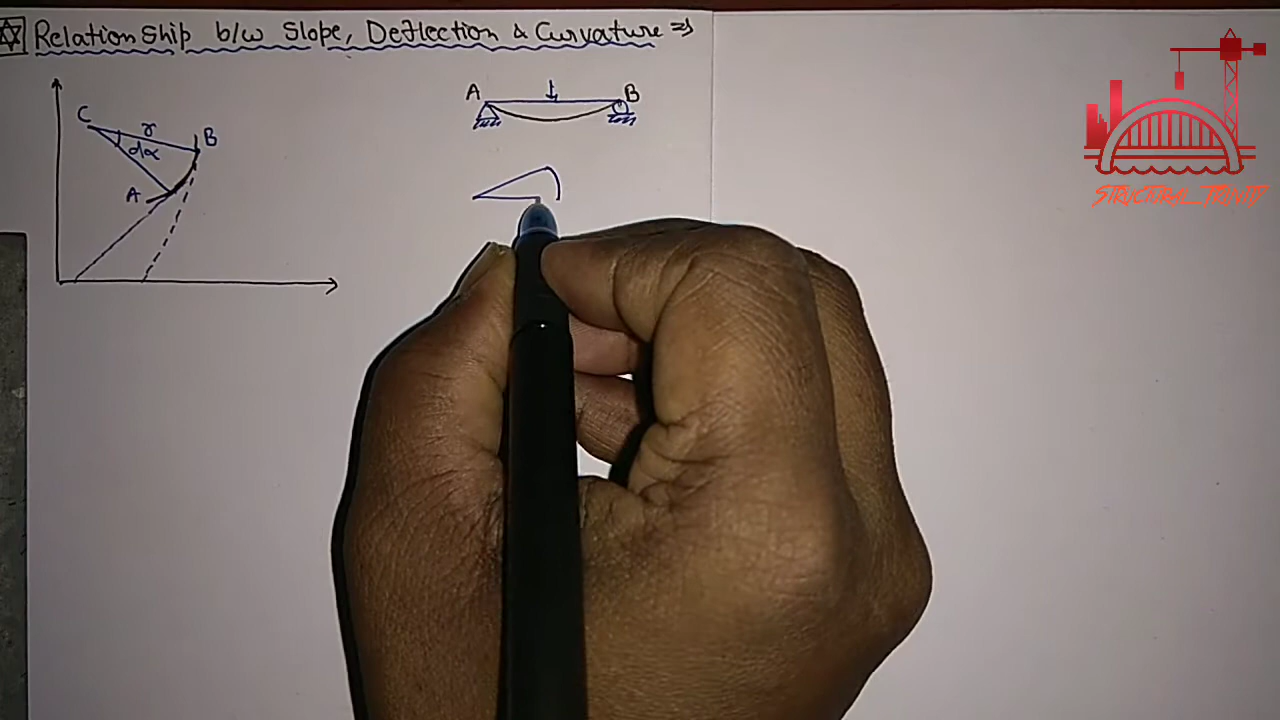 Relationship b/w Slope, Deflection & Curvature ⇒
A B
C r B
dα
A
STRUCTURAL_TRINITY